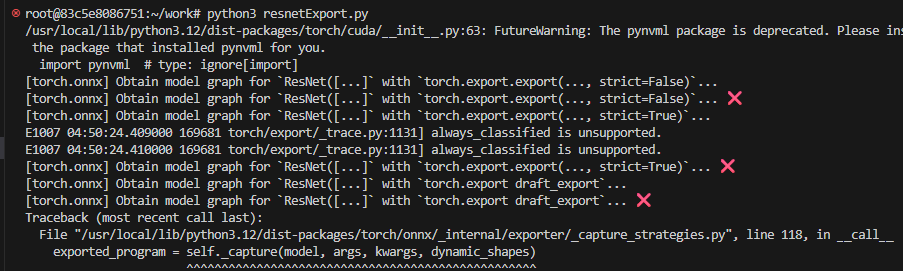 root@83c5e8086751:~/work# python3 resnetExport.py
/usr/local/lib/python3.12/dist-packages/torch/cuda/__init__.py:63: FutureWarning: The pynvml package is deprecated. Please ins
 the package that installed pynvml for you.
  import pynvml  # type: ignore[import]
[torch.onnx] Obtain model graph for `ResNet([...]` with `torch.export.export(..., strict=False)`...
[torch.onnx] Obtain model graph for `ResNet([...]` with `torch.export.export(..., strict=False)`... ❌
[torch.onnx] Obtain model graph for `ResNet([...]` with `torch.export.export(..., strict=True)`...
E1007 04:50:24.409000 169681 torch/export/_trace.py:1131] always_classified is unsupported.
E1007 04:50:24.410000 169681 torch/export/_trace.py:1131] always_classified is unsupported.
[torch.onnx] Obtain model graph for `ResNet([...]` with `torch.export.export(..., strict=True)`... ❌
[torch.onnx] Obtain model graph for `ResNet([...]` with `torch.export draft_export`...
[torch.onnx] Obtain model graph for `ResNet([...]` with `torch.export draft_export`... ❌
Traceback (most recent call last):
  File "/usr/local/lib/python3.12/dist-packages/torch/onnx/_internal/exporter/_capture_strategies.py", line 118, in __call__
    exported_program = self._capture(model, args, kwargs, dynamic_shapes)
                       ^^^^^^^^^^^^^^^^^^^^^^^^^^^^^^^^^^^^^^^^^^^^^^^^^^